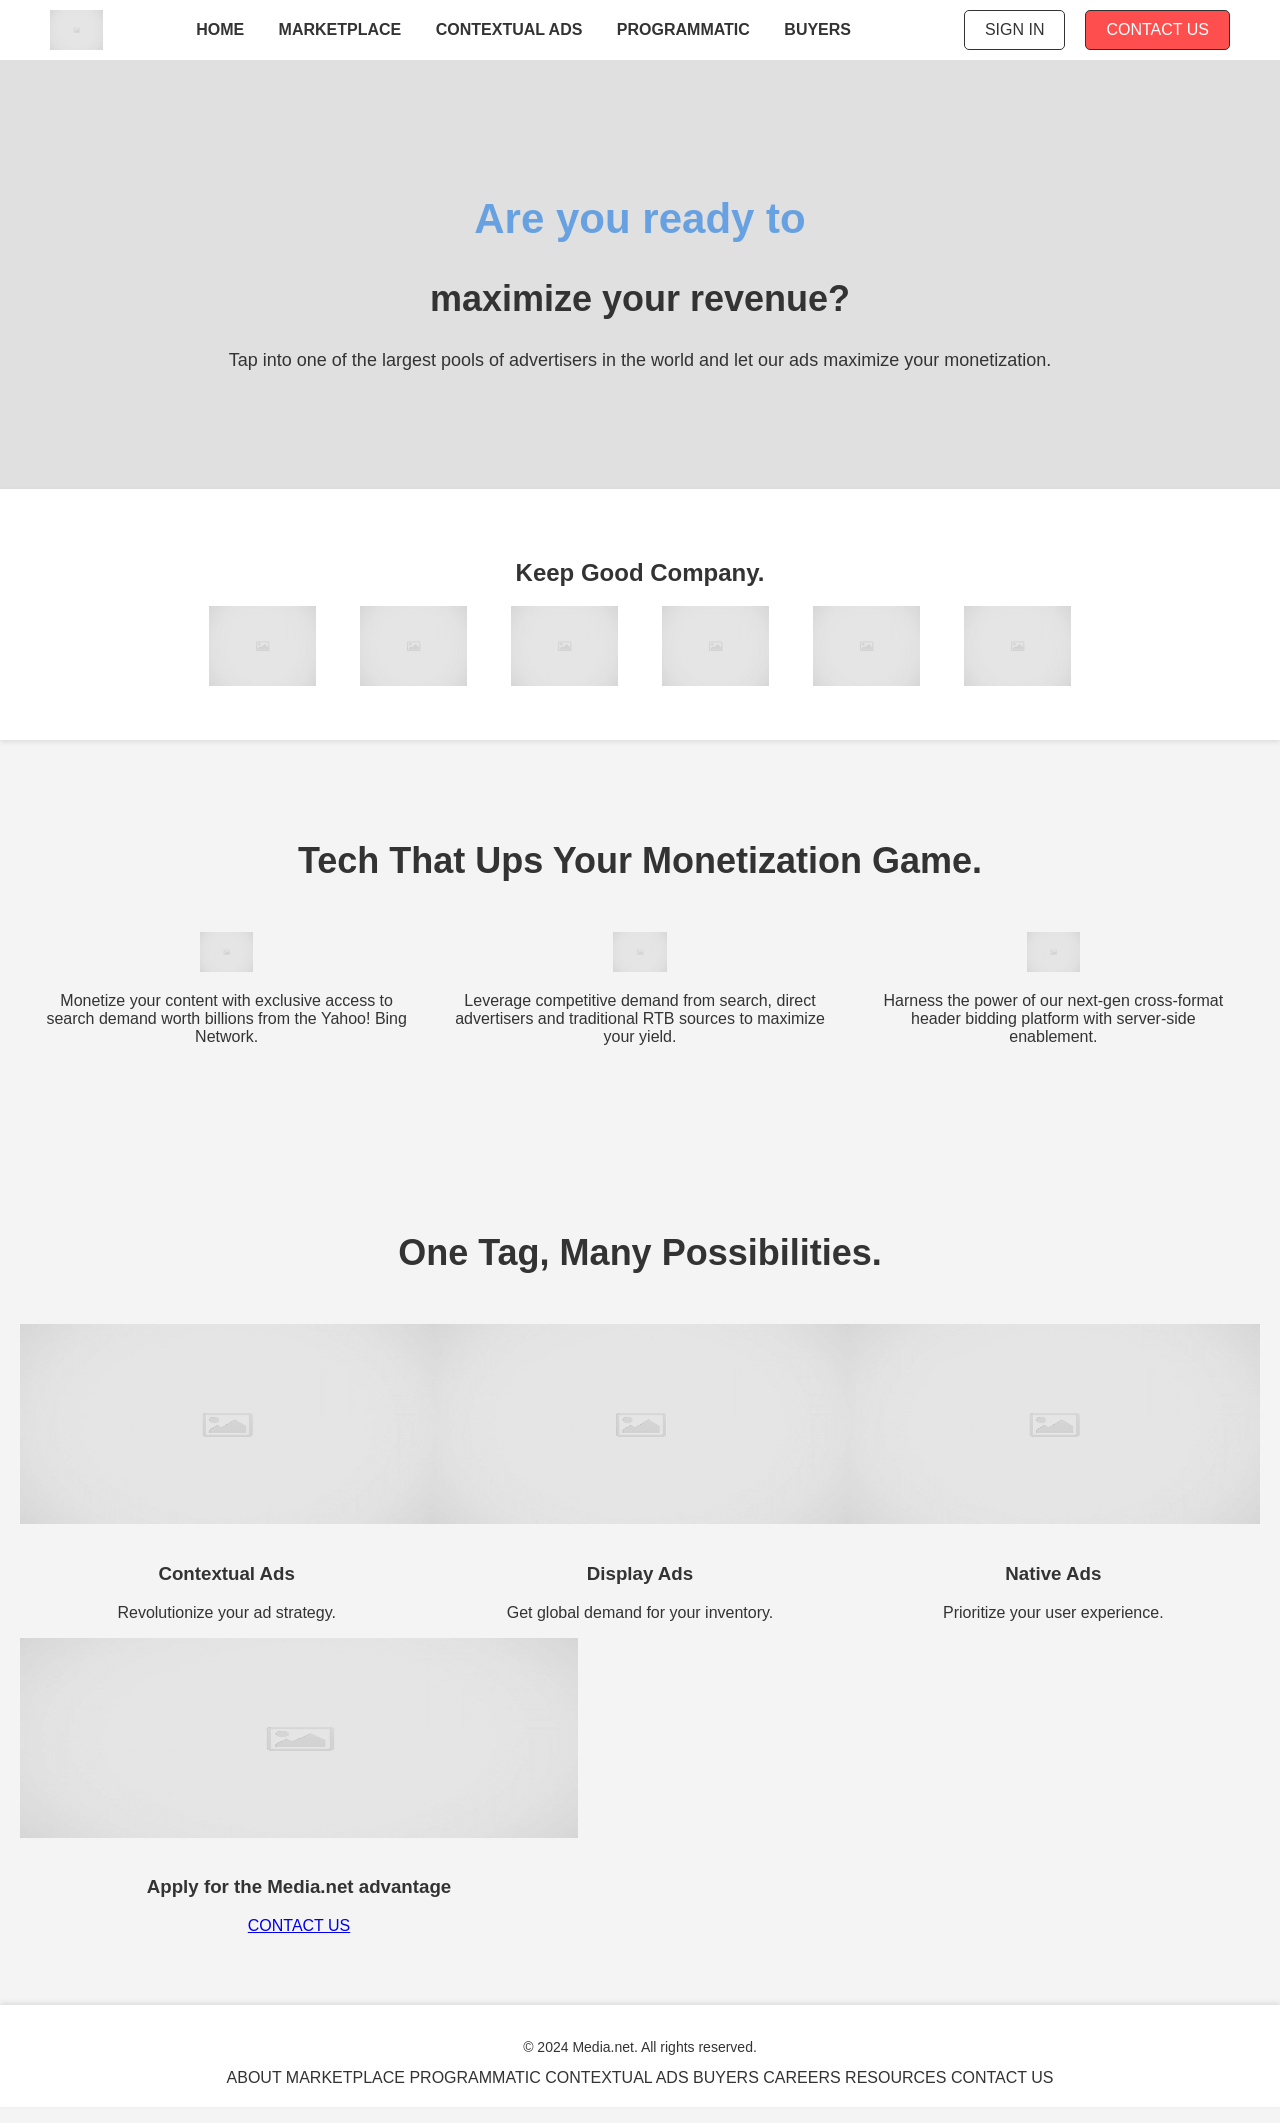 HOME MARKETPLACE CONTEXTUAL ADS PROGRAMMATIC BUYERS SIGN IN CONTACT US
Are you ready to
maximize your revenue?
Tap into one of the largest pools of advertisers in the world and let our ads maximize your monetization.
Keep Good Company.
Tech That Ups Your Monetization Game.
Monetize your content with exclusive access to
search demand worth billions from the Yahoo! Bing
Network.
Leverage competitive demand from search, direct
advertisers and traditional RTB sources to maximize
your yield.
Harness the power of our next-gen cross-format
header bidding platform with server-side
enablement.
One Tag, Many Possibilities.
Contextual Ads
Revolutionize your ad strategy.
Display Ads
Get global demand for your inventory.
Native Ads
Prioritize your user experience.
Apply for the Media.net advantage
CONTACT US
© 2024 Media.net. All rights reserved.
ABOUT MARKETPLACE PROGRAMMATIC CONTEXTUAL ADS BUYERS CAREERS RESOURCES CONTACT US